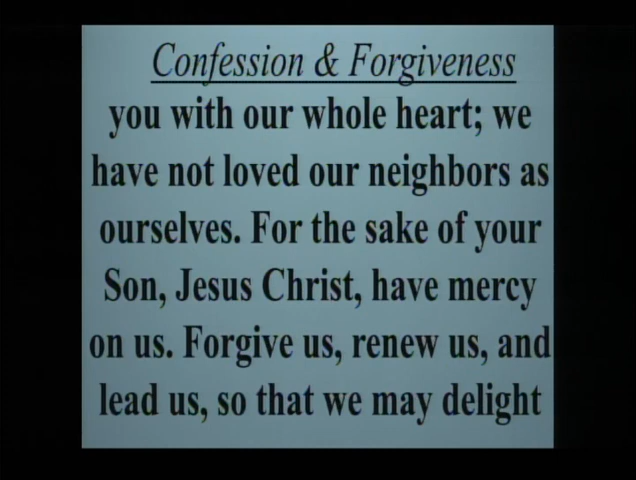 Confession & Forgiveness
you with our whole heart; we
have not loved our neighbors as
ourselves. For the sake of your
Son, Jesus Christ, have mercy
on us. Forgive us, renew us, and
lead us, so that we may delight